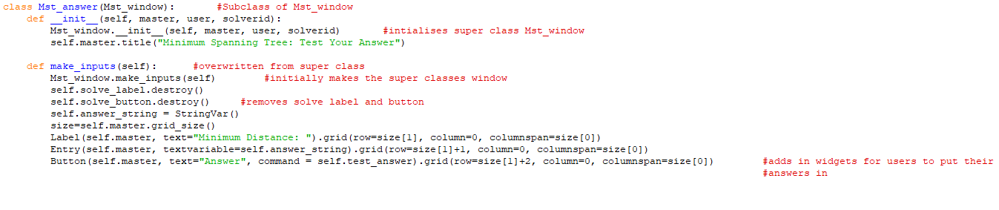 class Mst_answer(Mst_window):       #Subclass of Mst_window
    def __init__(self, master, user, solverid):
        Mst_window.__init__(self, master, user, solverid)       #intialises super class Mst_window
        self.master.title("Minimum Spanning Tree: Test Your Answer")

    def make_inputs(self):      #overwritten from super class
        Mst_window.make_inputs(self)        #initially makes the super classes window
        self.solve_label.destroy()
        self.solve_button.destroy()     #removes solve label and button
        self.answer_string = StringVar()
        size=self.master.grid_size()
        Label(self.master, text="Minimum Distance: ").grid(row=size[1], column=0, columnspan=size[0])
        Entry(self.master, textvariable=self.answer_string).grid(row=size[1]+1, column=0, columnspan=size[0])
        Button(self.master, text="Answer", command = self.test_answer).grid(row=size[1]+2, column=0, columnspan=size[0])        #adds in widgets for users to put their
                                                                                                                                #answers in